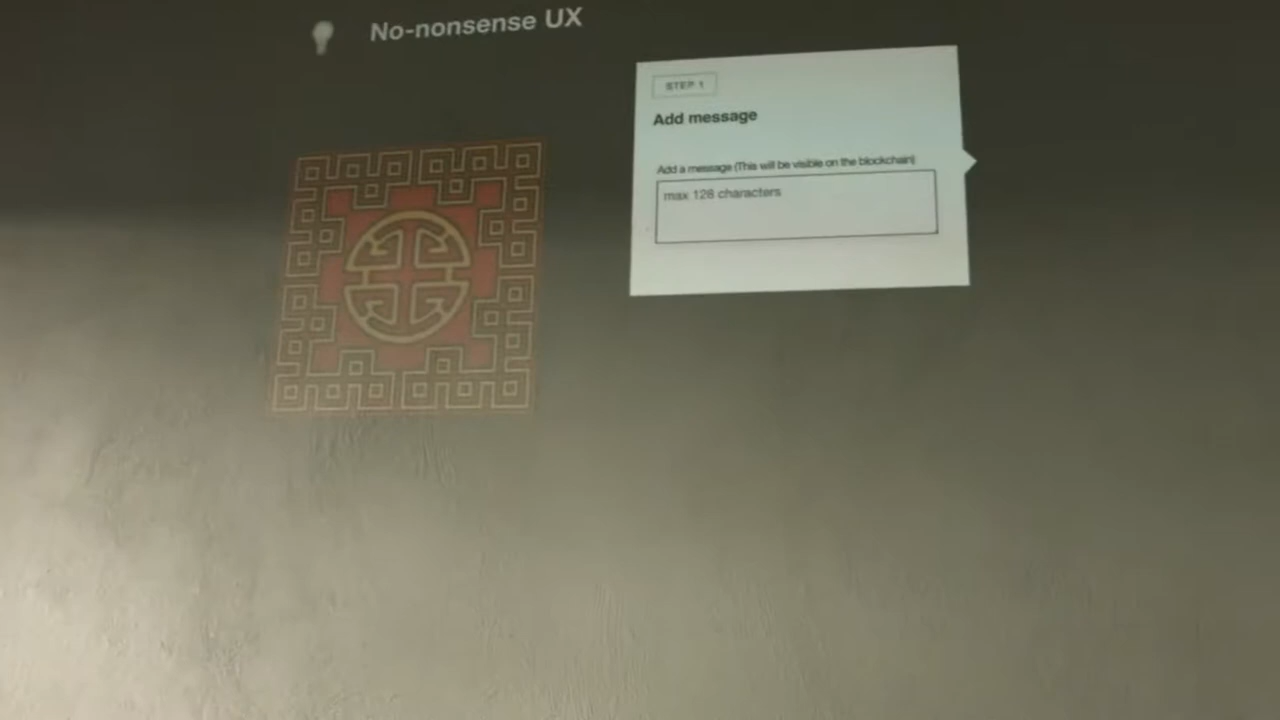 No-nonsense UX
STEP 1
Add message
Add a message (This will be visible on the blockchain)
max 128 characters